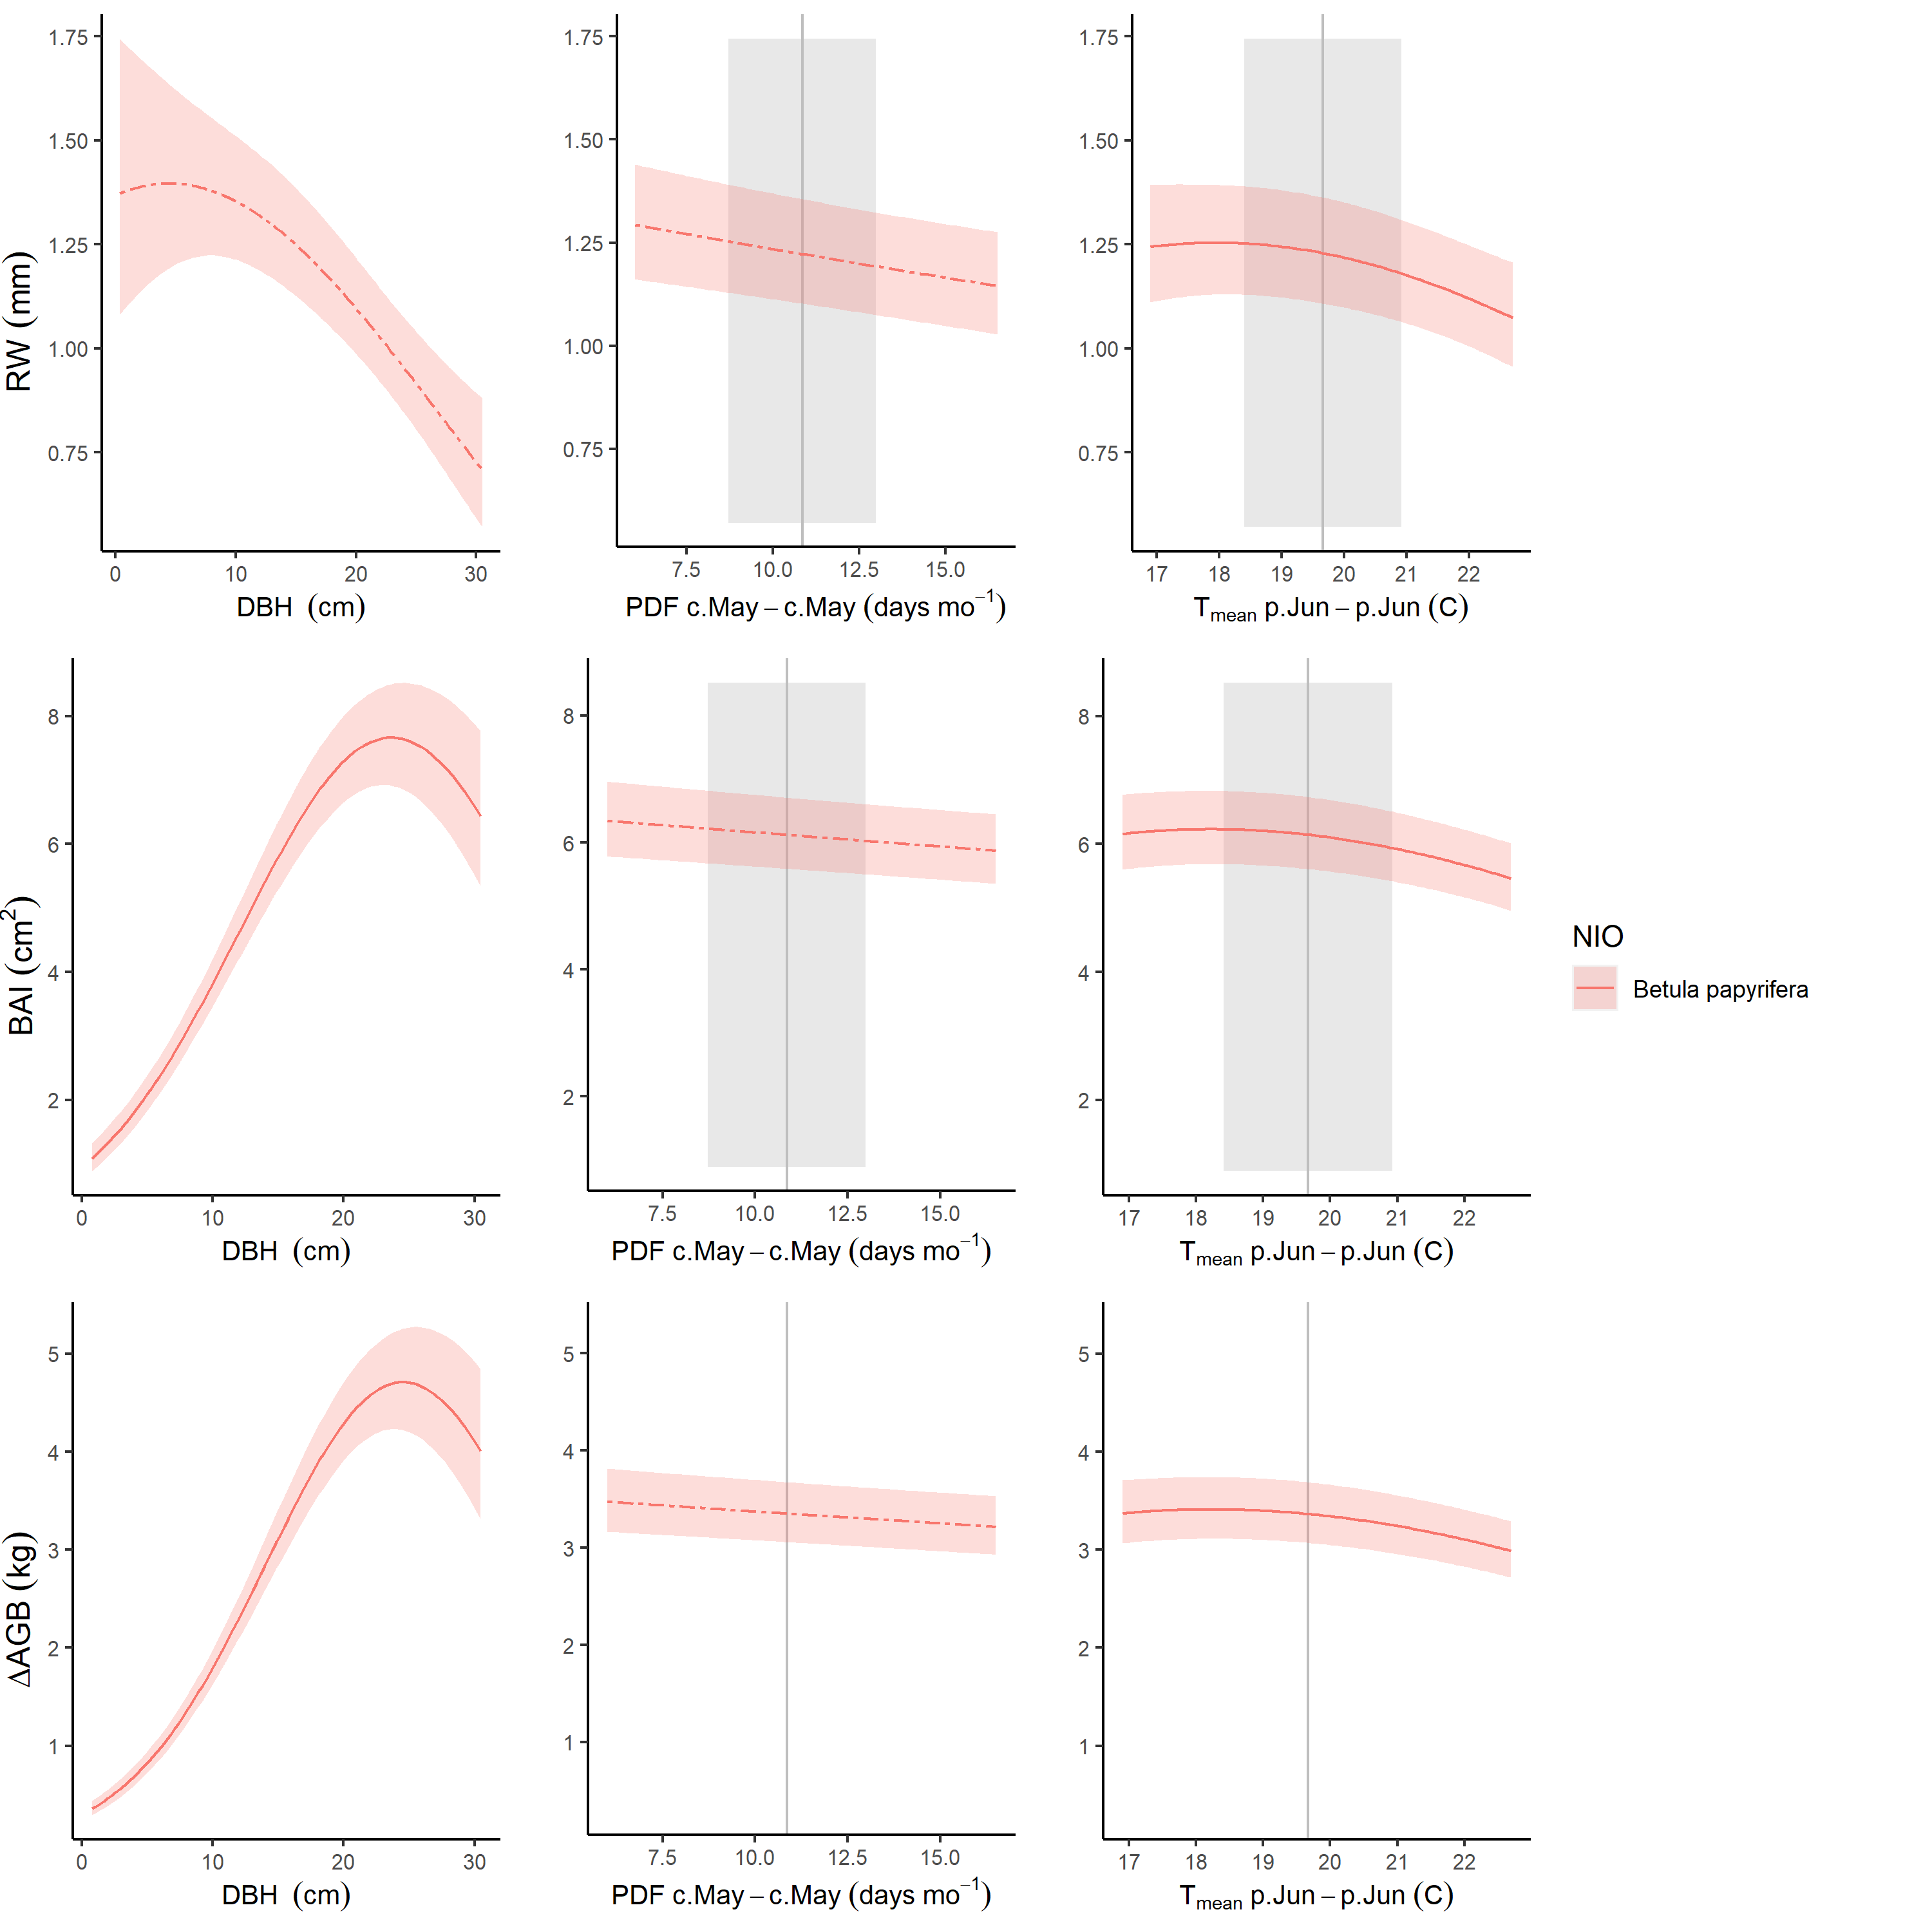 RW (mm)
1.75
1.50
1.25
1.00
0.75
0 10 20 30
DBH (cm)
1.75
1.50
1.25
1.00
0.75
7.5 10.0 12.5 15.0
PDF c.May – c.May (days mo⁻¹)
1.75
1.50
1.25
1.00
0.75
17 18 19 20 21 22
Tmean p.Jun – p.Jun (C)
BAI (cm²)
8
6
4
2
0 10 20 30
DBH (cm)
8
6
4
2
7.5 10.0 12.5 15.0
PDF c.May – c.May (days mo⁻¹)
8
6
4
2
17 18 19 20 21 22
Tmean p.Jun – p.Jun (C)
NIO
Betula papyrifera
ΔAGB (kg)
5
4
3
2
1
0 10 20 30
DBH (cm)
5
4
3
2
1
7.5 10.0 12.5 15.0
PDF c.May – c.May (days mo⁻¹)
5
4
3
2
1
17 18 19 20 21 22
Tmean p.Jun – p.Jun (C)